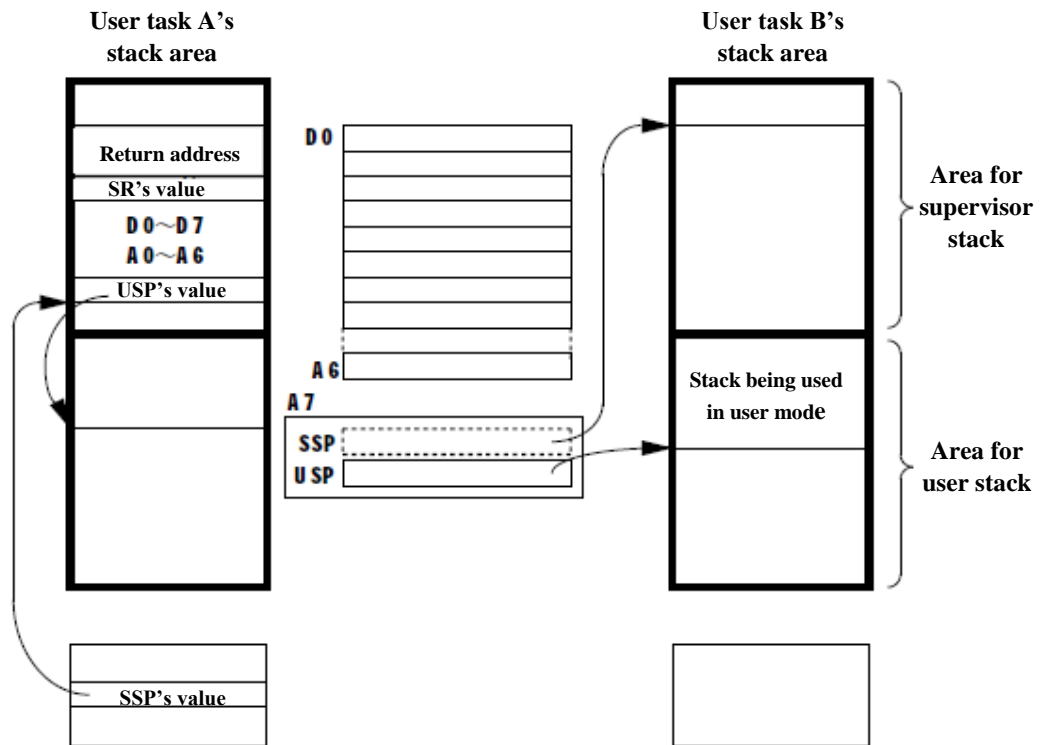 User task A's
stack area
User task B's
stack area
Return address
SR's value
D0~D7
A0~A6
USP's value
D0
A6
A7
SSP
USP
Stack being used
in user mode
Area for
supervisor
stack
Area for
user stack
SSP's value